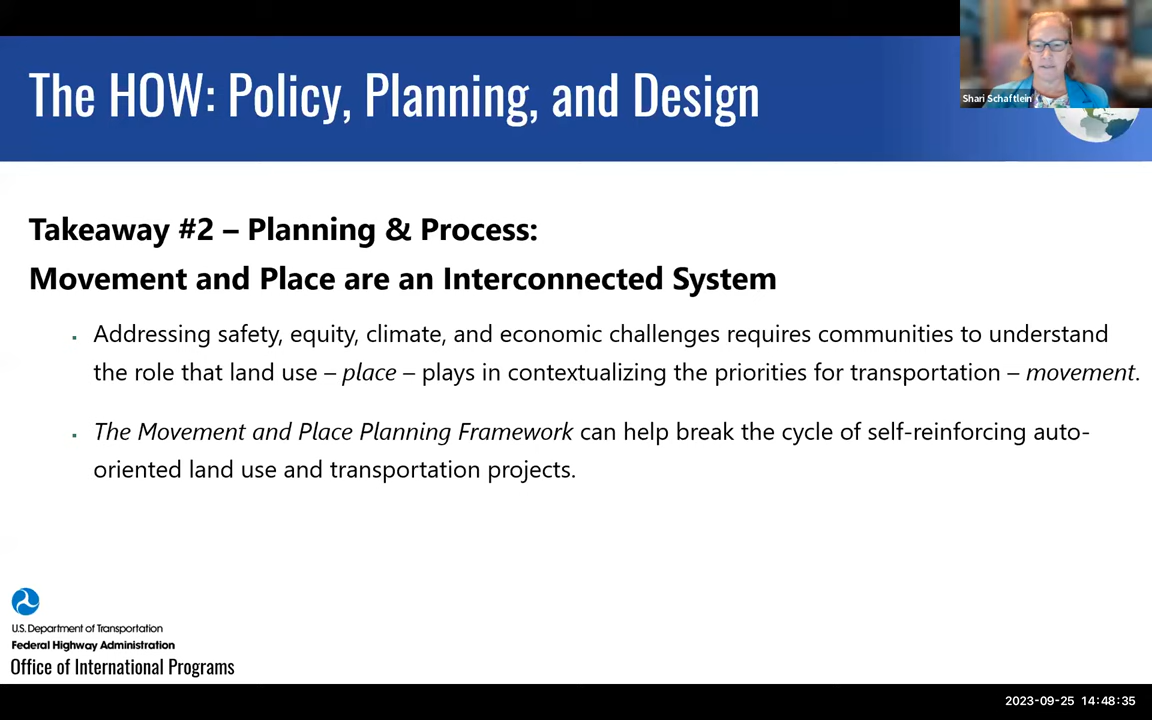 The HOW: Policy, Planning, and Design
Shari Schaftlein
Takeaway #2 – Planning & Process:
Movement and Place are an Interconnected System
▪ Addressing safety, equity, climate, and economic challenges requires communities to understand
the role that land use – place – plays in contextualizing the priorities for transportation – movement.
▪ The Movement and Place Planning Framework can help break the cycle of self-reinforcing auto-
oriented land use and transportation projects.
U.S. Department of Transportation
Federal Highway Administration
Office of International Programs
2023-09-25 14:48:35